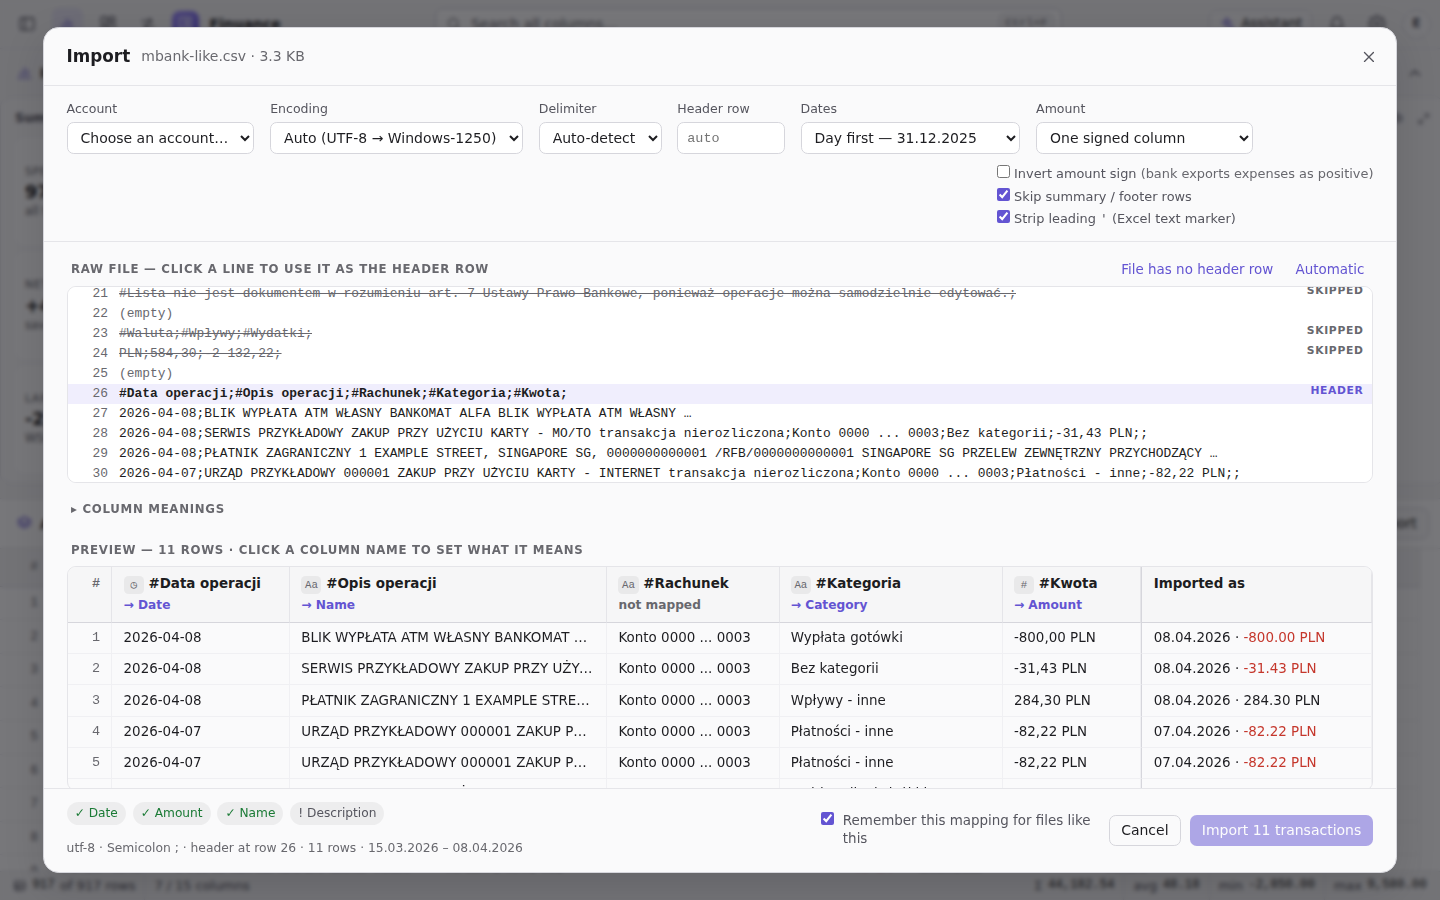 Finuance
Search all columns
Assistant
Import mbank-like.csv · 3.3 KB
Account
Encoding
Delimiter
Header row
Dates
Amount
Choose an account...
Auto (UTF-8 → Windows-1250)
Auto-detect
auto
Day first — 31.12.2025
One signed column
Invert amount sign (bank exports expenses as positive)
Skip summary / footer rows
Strip leading ' (Excel text marker)
RAW FILE — CLICK A LINE TO USE IT AS THE HEADER ROW
File has no header row
Automatic
21 #Lista nie jest dokumentem w rozumieniu art. 7 Ustawy Prawo Bankowe, ponieważ operacje można samodzielnie edytować.; SKIPPED
22 (empty)
23 #Waluta;#Wpływy;#Wydatki; SKIPPED
24 PLN;584,30;-2 132,22; SKIPPED
25 (empty)
26 #Data operacji;#Opis operacji;#Rachunek;#Kategoria;#Kwota; HEADER
27 2026-04-08;BLIK WYPŁATA ATM WŁASNY BANKOMAT ALFA BLIK WYPŁATA ATM WŁASNY …
28 2026-04-08;SERWIS PRZYKŁADOWY ZAKUP PRZY UŻYCIU KARTY - MO/TO transakcja nierozliczona;Konto 0000 ... 0003;Bez kategorii;-31,43 PLN;;
29 2026-04-08;PŁATNIK ZAGRANICZNY 1 EXAMPLE STREET, SINGAPORE SG, 0000000000001 /RFB/0000000000001 SINGAPORE SG PRZELEW ZEWNĘTRZNY PRZYCHODZĄCY …
30 2026-04-07;URZĄD PRZYKŁADOWY 000001 ZAKUP PRZY UŻYCIU KARTY - INTERNET transakcja nierozliczona;Konto 0000 ... 0003;Płatności - inne;-82,22 PLN;;
▸ COLUMN MEANINGS
PREVIEW — 11 ROWS · CLICK A COLUMN NAME TO SET WHAT IT MEANS
# #Data operacji Aa #Opis operacji Aa #Rachunek Aa #Kategoria # #Kwota Imported as
→ Date → Name not mapped → Category → Amount
1 2026-04-08 BLIK WYPŁATA ATM WŁASNY BANKOMAT … Konto 0000 ... 0003 Wypłata gotówki -800,00 PLN 08.04.2026 · -800.00 PLN
2 2026-04-08 SERWIS PRZYKŁADOWY ZAKUP PRZY UŻY… Konto 0000 ... 0003 Bez kategorii -31,43 PLN 08.04.2026 · -31.43 PLN
3 2026-04-08 PŁATNIK ZAGRANICZNY 1 EXAMPLE STRE… Konto 0000 ... 0003 Wpływy - inne 284,30 PLN 08.04.2026 · 284.30 PLN
4 2026-04-07 URZĄD PRZYKŁADOWY 000001 ZAKUP P… Konto 0000 ... 0003 Płatności - inne -82,22 PLN 07.04.2026 · -82.22 PLN
5 2026-04-07 URZĄD PRZYKŁADOWY 000001 ZAKUP P… Konto 0000 ... 0003 Płatności - inne -82,22 PLN 07.04.2026 · -82.22 PLN
✓ Date ✓ Amount ✓ Name ! Description
Remember this mapping for files like
this
Cancel
Import 11 transactions
utf-8 · Semicolon ; · header at row 26 · 11 rows · 15.03.2026 – 08.04.2026
917 of 917 rows 7 / 15 columns